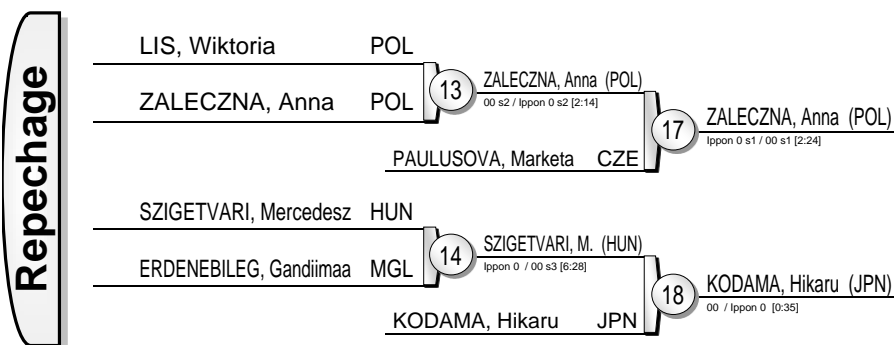 Repechage
LIS, Wiktoria POL
ZALECZNA, Anna POL
13
ZALECZNA, Anna (POL)
00 s2 / Ippon 0 s2 [2:14]
PAULUSOVA, Marketa CZE
17
ZALECZNA, Anna (POL)
Ippon 0 s1 / 00 s1 [2:24]
SZIGETVARI, Mercedesz HUN
ERDENEBILEG, Gandiimaa MGL
14
SZIGETVARI, M. (HUN)
Ippon 0 / 00 s3 [6:28]
KODAMA, Hikaru JPN
18
KODAMA, Hikaru (JPN)
00 / Ippon 0 [0:35]